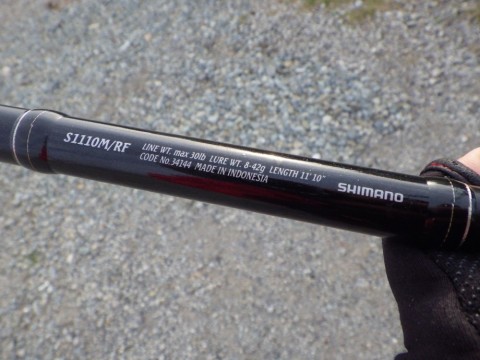 S1110M/RF
LINE WT. max 30lb LURE WT. 8-42g LENGTH 11'10"
CODE No.34144 MADE IN INDONESIA
SHIMANO